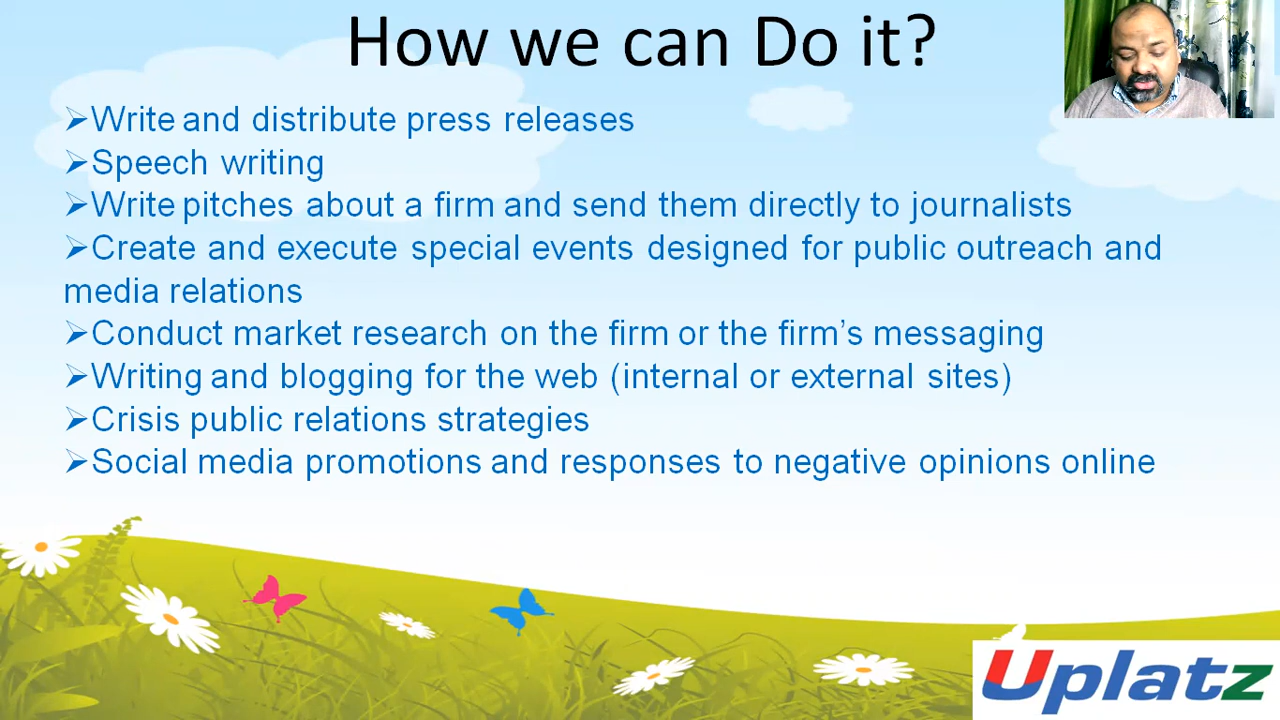 How we can Do it?
➢Write and distribute press releases
➢Speech writing
➢Write pitches about a firm and send them directly to journalists
➢Create and execute special events designed for public outreach and
media relations
➢Conduct market research on the firm or the firm’s messaging
➢Writing and blogging for the web (internal or external sites)
➢Crisis public relations strategies
➢Social media promotions and responses to negative opinions online
Uplatz